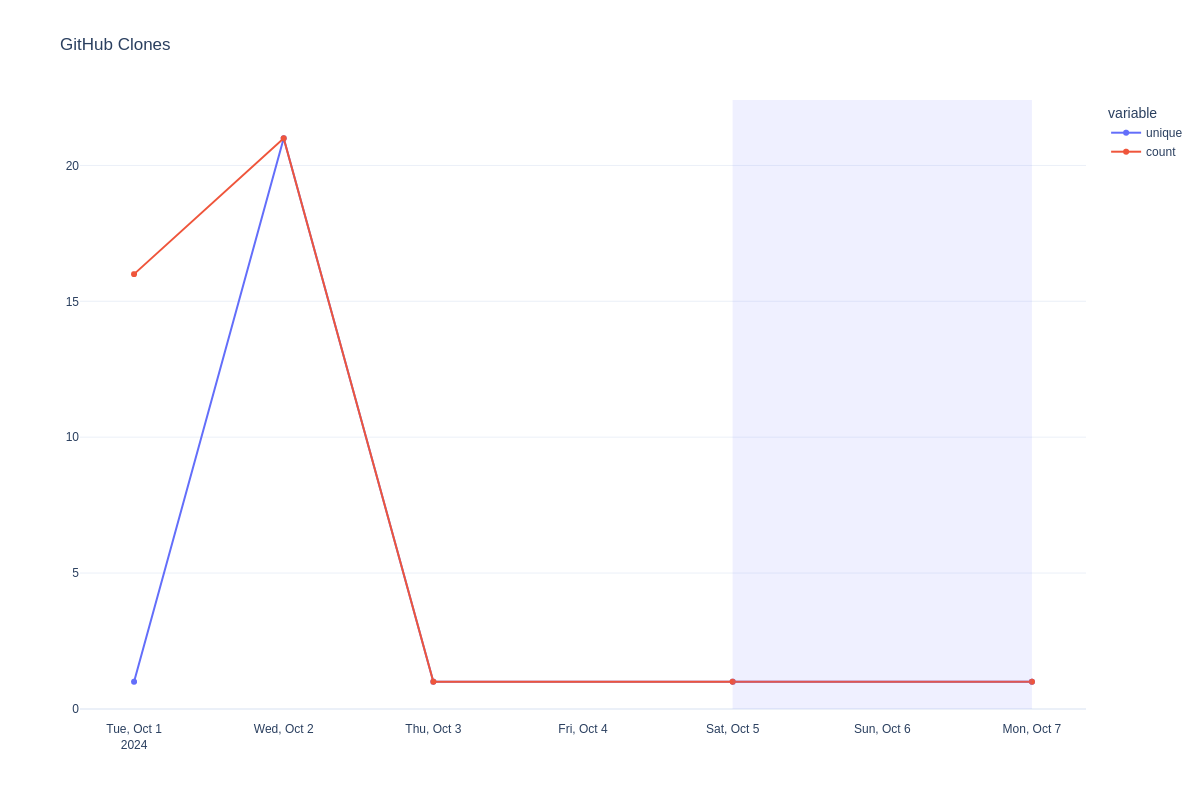 GitHub Clones
variable
unique
count
20
15
10
5
0
Tue, Oct 1
2024
Wed, Oct 2
Thu, Oct 3
Fri, Oct 4
Sat, Oct 5
Sun, Oct 6
Mon, Oct 7